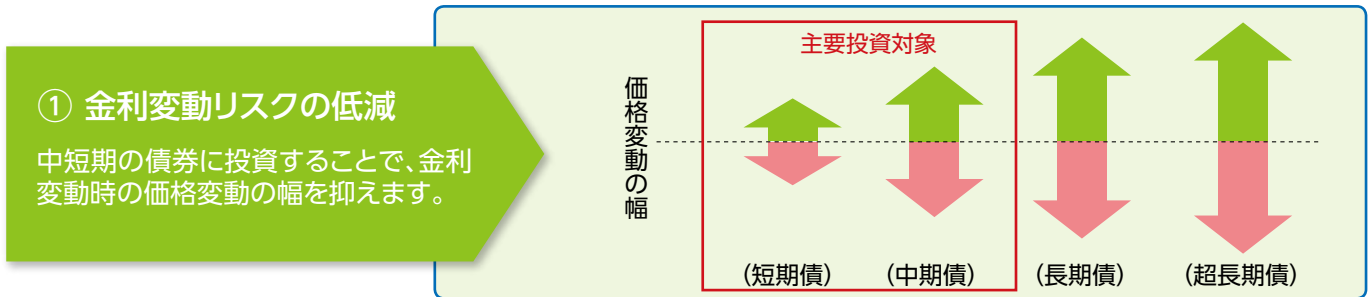 ① 金利変動リスクの低減
中短期の債券に投資することで、金利
変動時の価格変動の幅を抑えます。
主要投資対象
価格変動の幅
(短期債)
(中期債)
(長期債)
(超長期債)